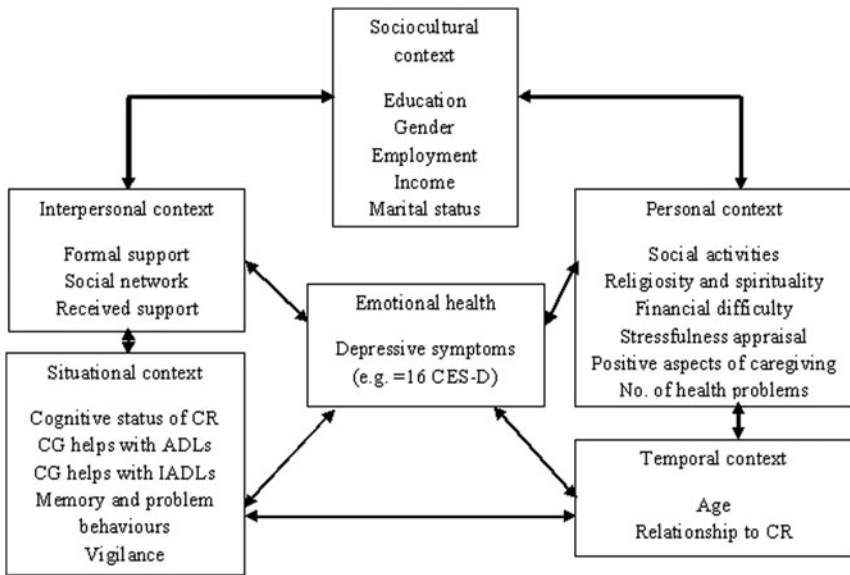 Sociocultural
context
Education
Gender
Employment
Income
Marital status
Interpersonal context
Formal support
Social network
Received support
Personal context
Social activities
Religiosity and spirituality
Financial difficulty
Stressfulness appraisal
Positive aspects of caregiving
No. of health problems
Emotional health
Depressive symptoms
(e.g. =16 CES-D)
Situational context
Cognitive status of CR
CG helps with ADLs
CG helps with IADLs
Memory and problem
behaviours
Vigilance
Temporal context
Age
Relationship to CR